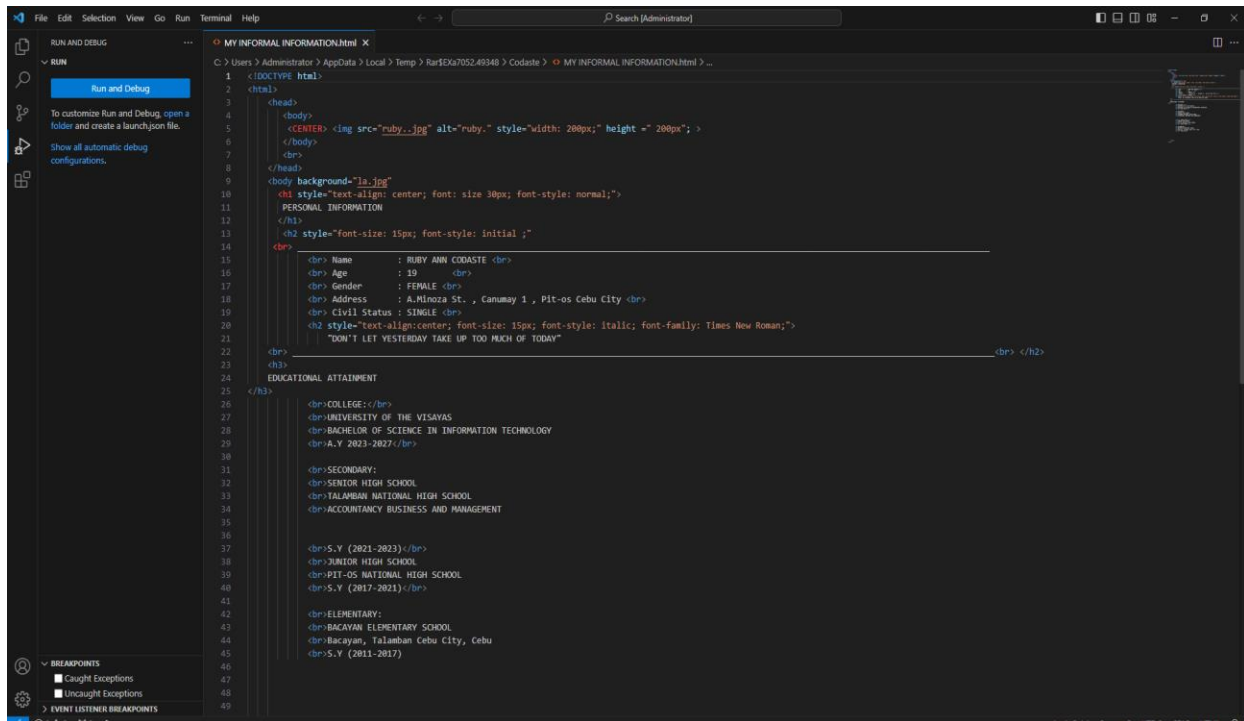 File Edit Selection View Go Run Terminal Help
Search [Administrator]
RUN AND DEBUG
MY INFORMAL INFORMATION.html
RUN
C: > Users > Administrator > AppData > Local > Temp > Rar$EXa7052.49348 > Codaste > MY INFORMAL INFORMATION.html > ...
Run and Debug
To customize Run and Debug, open a
folder and create a launch.json file.
Show all automatic debug
configurations.
1 <!DOCTYPE html>
2 <html>
3 <head>
4 <body>
5 <CENTER> <img src="ruby..jpg" alt="ruby." style="width: 200px;" height =" 200px"; >
6 </body>
7 <br>
8 </head>
9 <body background="la.jpg"
10 <h1 style="text-align: center; font: size 30px; font-style: normal;">
11 PERSONAL INFORMATION
12 </h1>
13 <h2 style="font-size: 15px; font-style: initial ;"
14 <br> ____________________
15 <br> Name : RUBY ANN CODASTE <br>
16 <br> Age : 19 <br>
17 <br> Gender : FEMALE <br>
18 <br> Address : A.Minoza St. , Canumay 1 , Pit-os Cebu City <br>
19 <br> Civil Status : SINGLE <br>
20 <h2 style="text-align:center; font-size: 15px; font-style: italic; font-family: Times New Roman;">
21 "DON'T LET YESTERDAY TAKE UP TOO MUCH OF TODAY"
22 <br> ____________________<br> </h2>
23 <h3>
24 EDUCATIONAL ATTAINMENT
25 </h3>
26 <br>COLLEGE:</br>
27 <br>UNIVERSITY OF THE VISAYAS
28 <br>BACHELOR OF SCIENCE IN INFORMATION TECHNOLOGY
29 <br>A.Y 2023-2027</br>
30
31 <br>SECONDARY:
32 <br>SENIOR HIGH SCHOOL
33 <br>TALAMBAN NATIONAL HIGH SCHOOL
34 <br>ACCOUNTANCY BUSINESS AND MANAGEMENT
35
36
37 <br>S.Y (2021-2023)</br>
38 <br>JUNIOR HIGH SCHOOL
39 <br>PIT-OS NATIONAL HIGH SCHOOL
40 <br>S.Y (2017-2021)</br>
41
42 <br>ELEMENTARY:
43 <br>BACAYAN ELEMENTARY SCHOOL
44 <br>Bacayan, Talamban Cebu City, Cebu
45 <br>S.Y (2011-2017)
46
47
48
49
BREAKPOINTS
Caught Exceptions
Uncaught Exceptions
EVENT LISTENER BREAKPOINTS